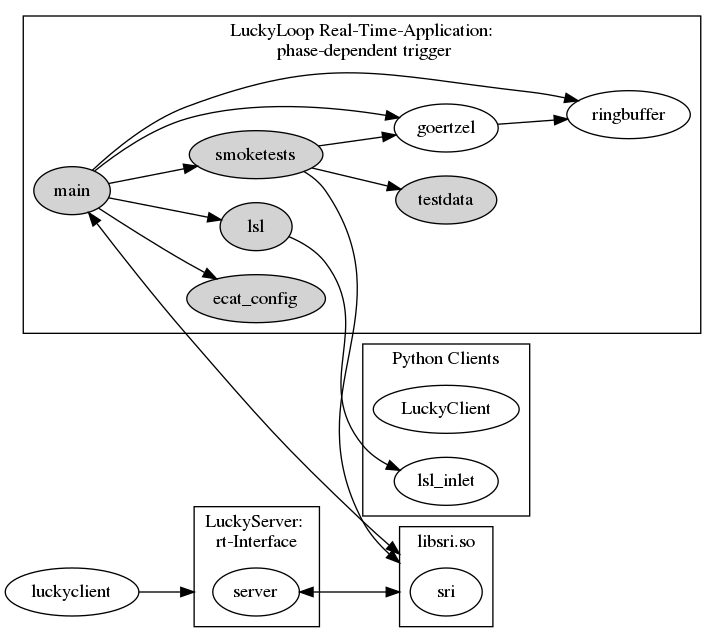 LuckyLoop Real-Time-Application:
phase-dependent trigger
ringbuffer
goertzel
smoketests
main
testdata
lsl
ecat_config
Python Clients
LuckyClient
lsl_inlet
LuckyServer:
rt-Interface
libsri.so
luckyclient
server
sri